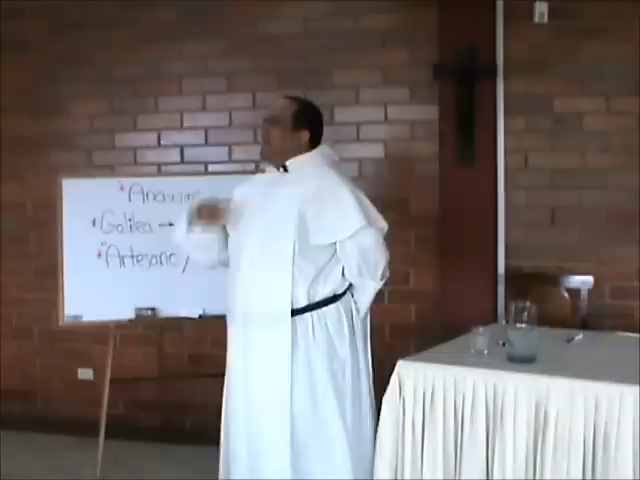 * Galilea →
* Artesano /